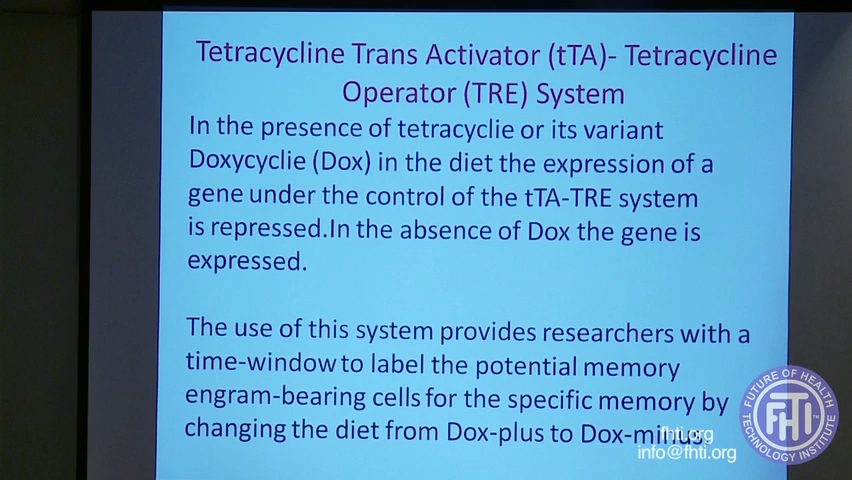 Tetracycline Trans Activator (tTA)- Tetracycline
Operator (TRE) System
In the presence of tetracyclie or its variant
Doxycyclie (Dox) in the diet the expression of a
gene under the control of the tTA-TRE system
is repressed.In the absence of Dox the gene is
expressed.
The use of this system provides researchers with a
time-window to label the potential memory
engram-bearing cells for the specific memory by
changing the diet from Dox-plus to Dox-minus.
fhti.org
info@fhti.org
FUTURE OF HEALTH
FHTI
TM
TECHNOLOGY INSTITUTE